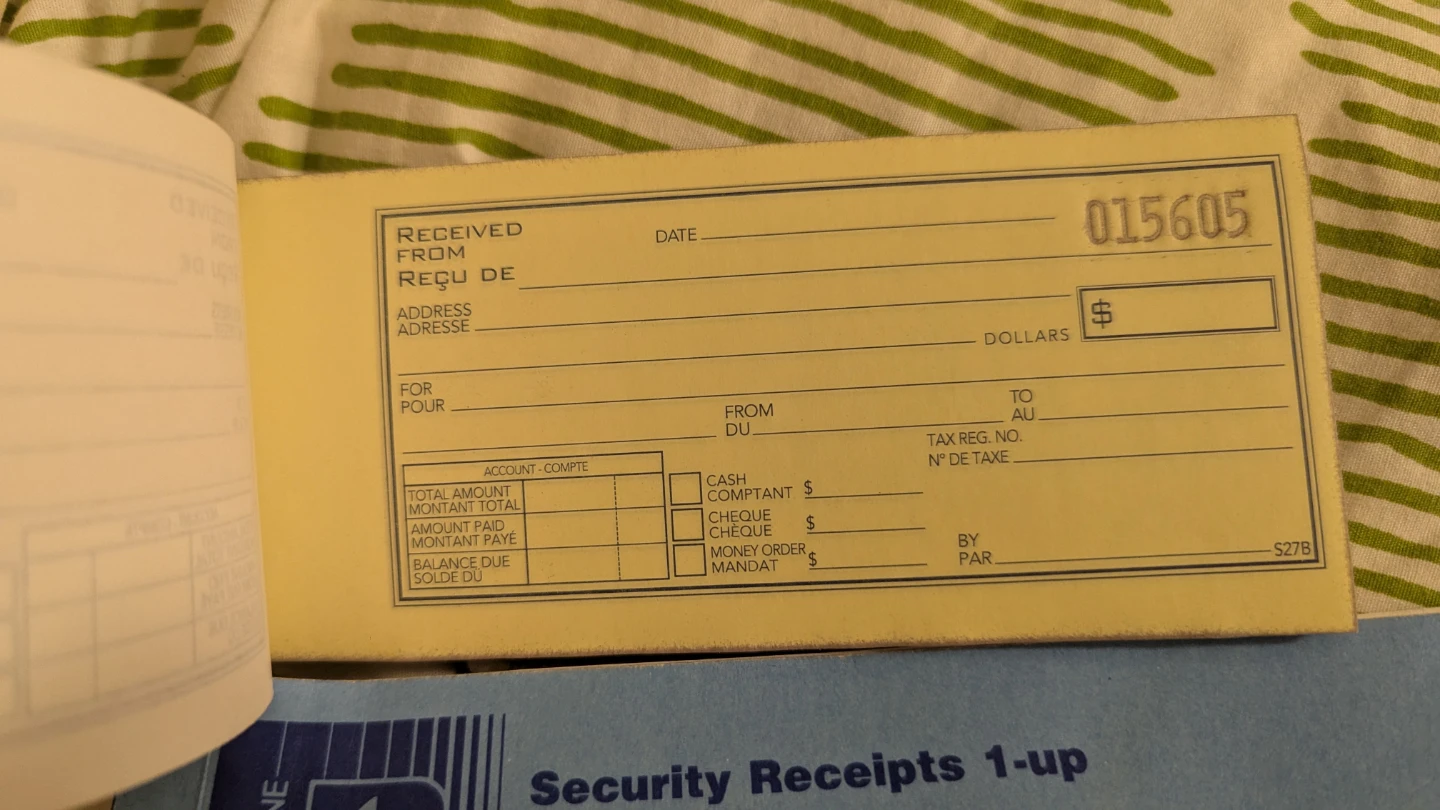 RECEIVED
FROM
REÇU DE
DATE
015605
ADDRESS
ADRESSE
$
DOLLARS
FOR
POUR
FROM
DU
TO
AU
TAX REG. NO.
Nº DE TAXE
ACCOUNT - COMPTE
TOTAL AMOUNT
MONTANT TOTAL
AMOUNT PAID
MONTANT PAYÉ
BALANCE DUE
SOLDE DÛ
CASH
COMPTANT $
CHEQUE
CHÈQUE $
MONEY ORDER
MANDAT $
BY
PAR
S27B
Security Receipts 1-up